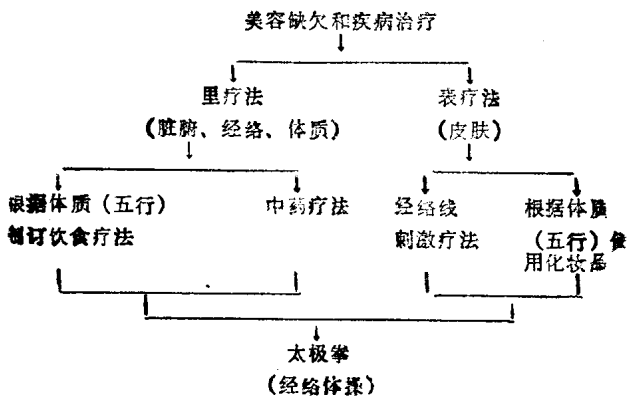 美容缺欠和疾病治疗
里疗法
(脏腑、经络、体质)
表疗法
(皮肤)
根据体质(五行)
制订饮食疗法
中药疗法
经络线
刺激疗法
根据体质
(五行)使
用化妆品
太极拳
(经络体操)